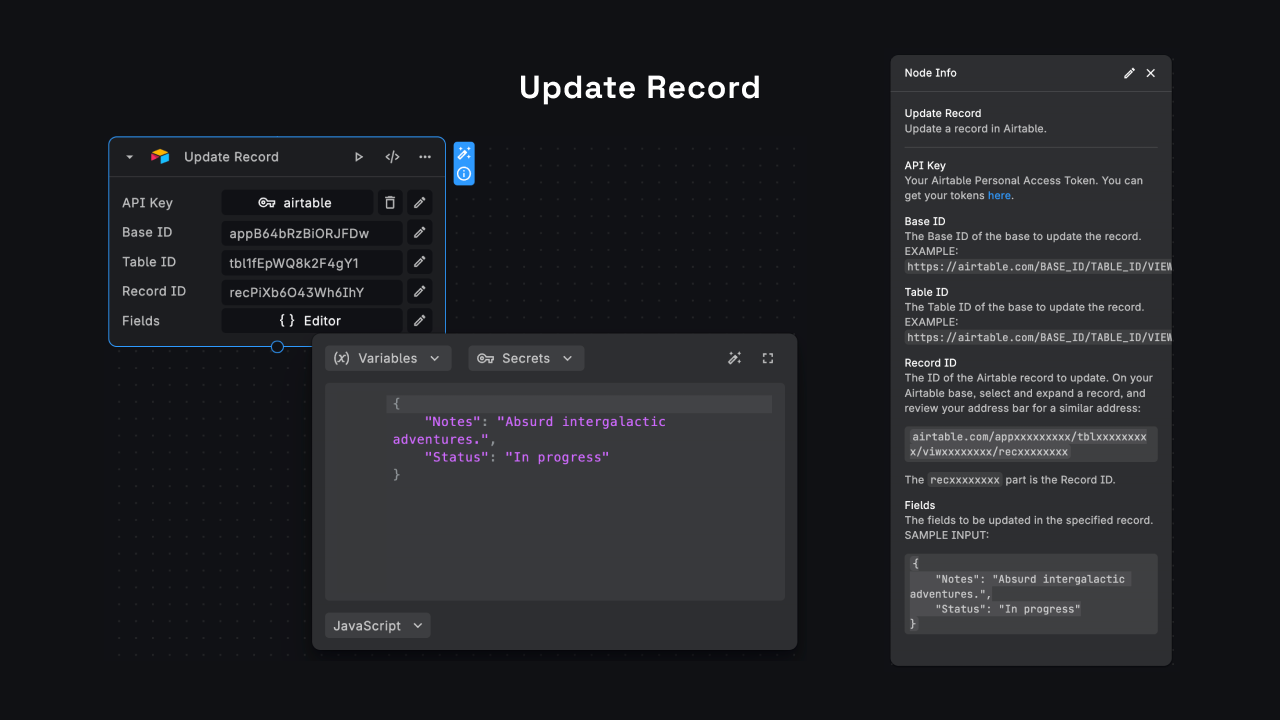 Update Record
Update Record
API Key
airtable
Base ID
appB64bRzBiORJFDw
Table ID
tbl1fEpWQ8k2F4gY1
Record ID
recPiXb6O43Wh6IhY
Fields
{ } Editor
(x) Variables
Secrets
{
"Notes": "Absurd intergalactic
adventures.",
"Status": "In progress"
}
JavaScript
Node Info
Update Record
Update a record in Airtable.
API Key
Your Airtable Personal Access Token. You can
get your tokens here.
Base ID
The Base ID of the base to update the record.
EXAMPLE:
https://airtable.com/BASE_ID/TABLE_ID/VIEW
Table ID
The Table ID of the base to update the record.
EXAMPLE:
https://airtable.com/BASE_ID/TABLE_ID/VIEW
Record ID
The ID of the Airtable record to update. On your
Airtable base, select and expand a record, and
review your address bar for a similar address:
airtable.com/appxxxxxxxxx/tblxxxxxxxx
x/viwxxxxxxxx/recxxxxxxxx
The recxxxxxxxx part is the Record ID.
Fields
The fields to be updated in the specified record.
SAMPLE INPUT:
{
"Notes": "Absurd intergalactic
adventures.",
"Status": "In progress"
}